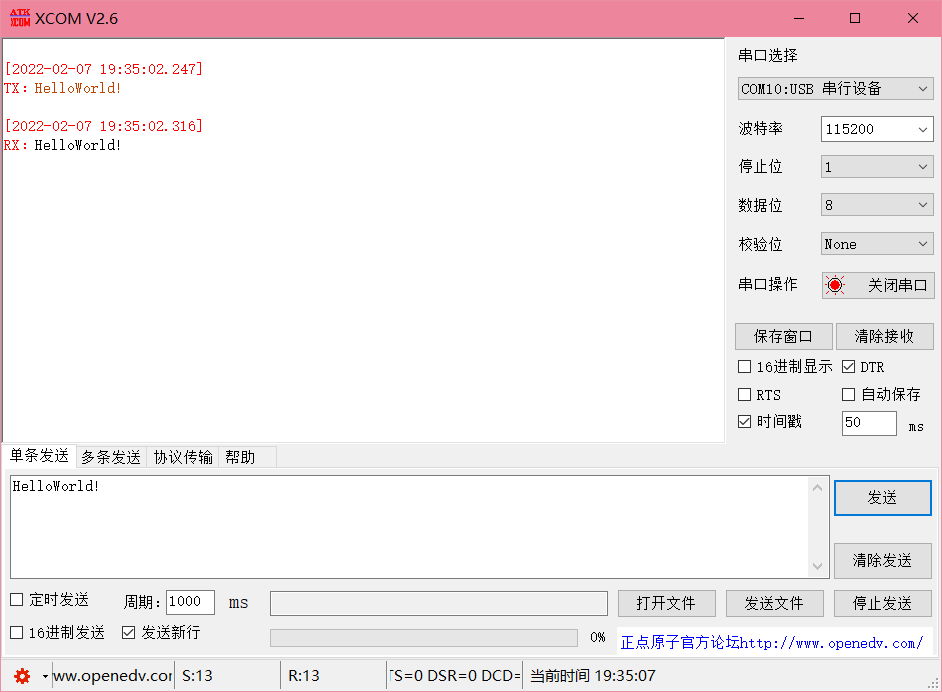 ATK XCOM XCOM V2.6
[2022-02-07 19:35:02.247]
TX：HelloWorld!
[2022-02-07 19:35:02.316]
RX：HelloWorld!
串口选择
COM10:USB 串行设备
波特率 115200
停止位 1
数据位 8
校验位 None
串口操作 关闭串口
保存窗口 清除接收
16进制显示 DTR
RTS 自动保存
时间戳 50 ms
单条发送 多条发送 协议传输 帮助
HelloWorld!
发送
清除发送
定时发送 周期: 1000 ms 打开文件 发送文件 停止发送
16进制发送 发送新行 0% 正点原子官方论坛http://www.openedv.com/
ww.openedv.cor S:13 R:13 TS=0 DSR=0 DCD= 当前时间 19:35:07